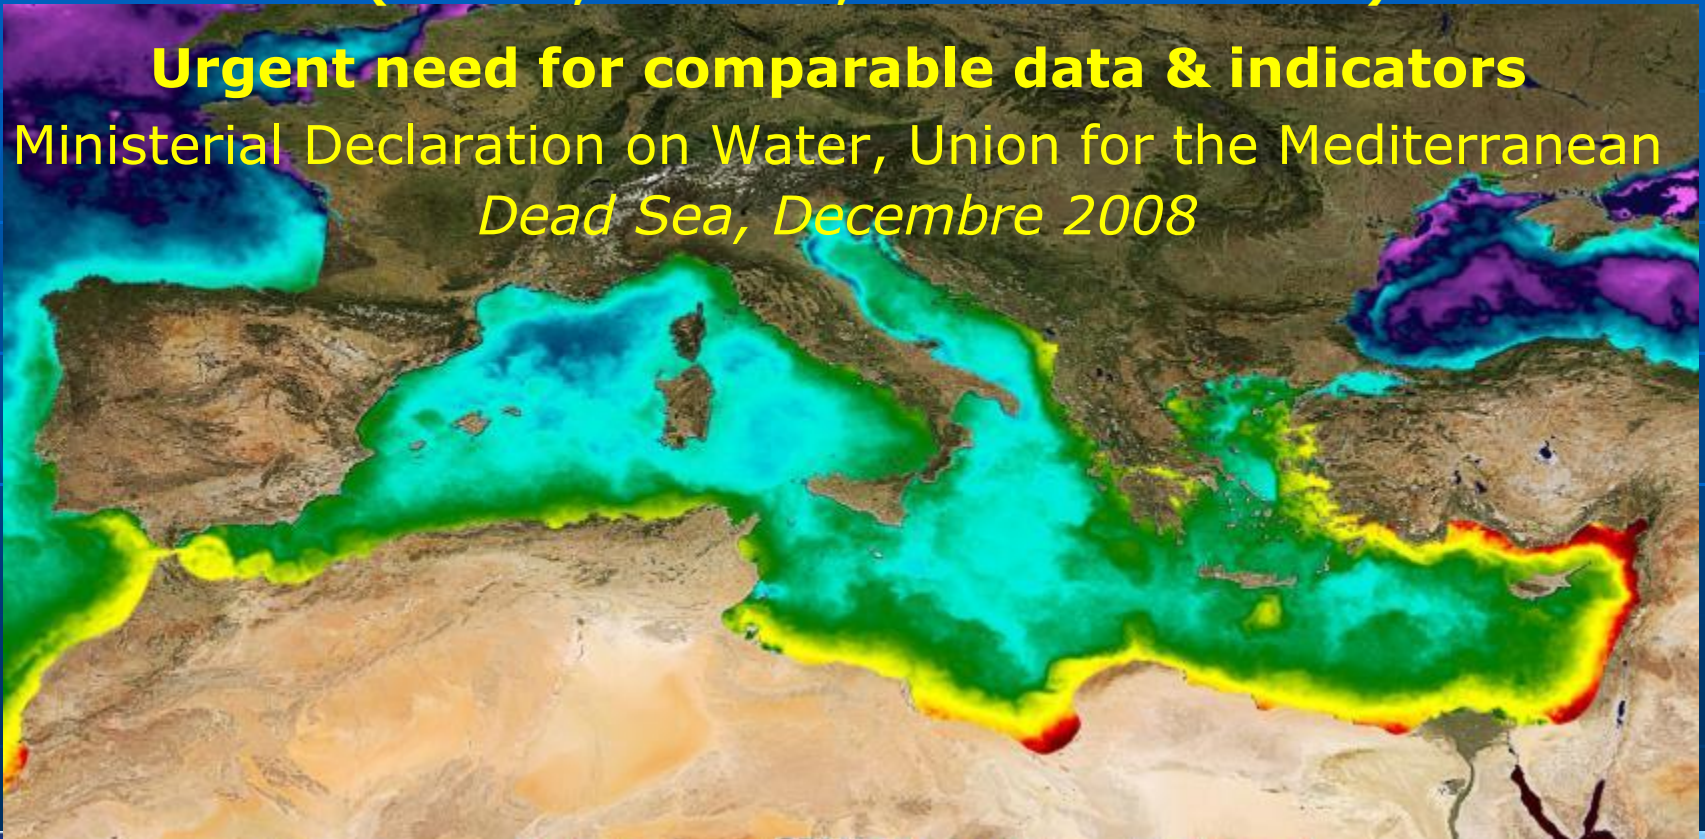 Urgent need for comparable data & indicators
Ministerial Declaration on Water, Union for the Mediterranean
Dead Sea, Decembre 2008